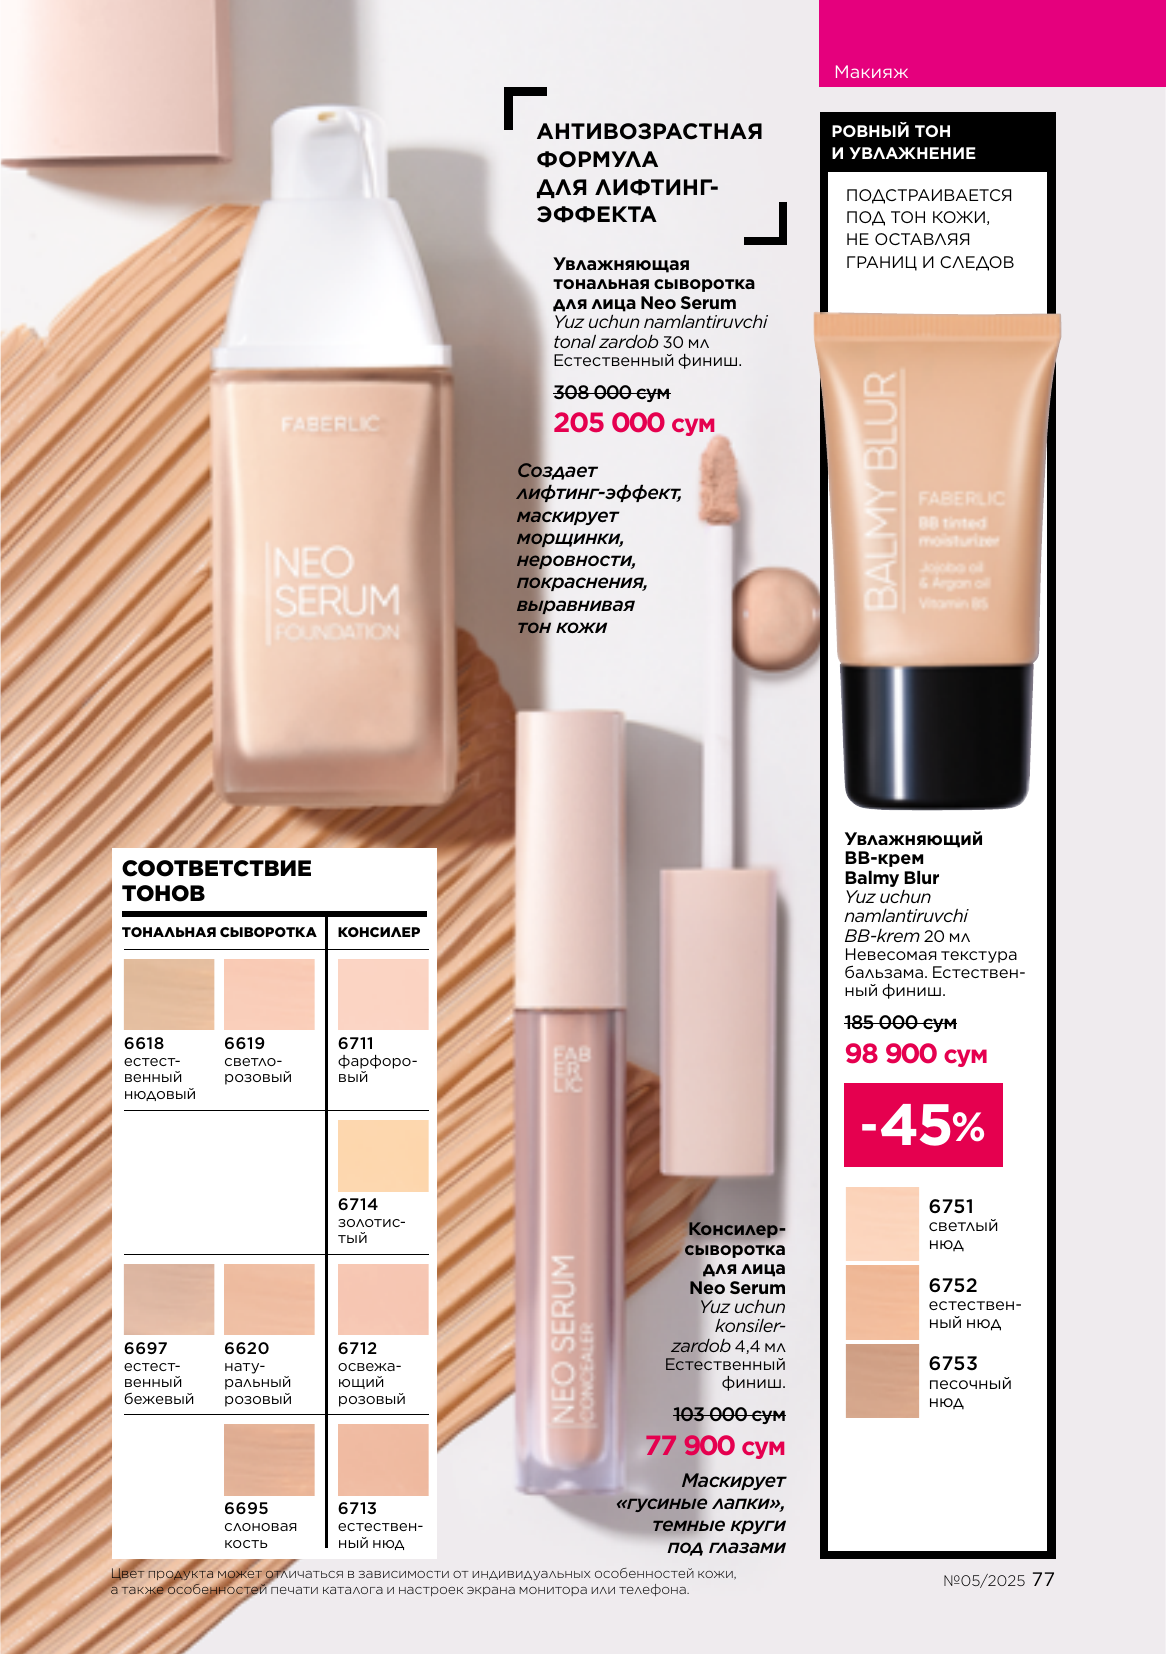 Макияж
АНТИВОЗРАСТНАЯ
ФОРМУЛА
ДЛЯ ЛИФТИНГ-
ЭФФЕКТА
Увлажняющая
тональная сыворотка
для лица Neo Serum
Yuz uchun namlantiruvchi
tonal zardob 30 мл
Естественный финиш.
308 000 сум
205 000 сум
Создает
лифтинг-эффект,
маскирует
морщинки,
неровности,
покраснения,
выравнивая
тон кожи
FABERLIC
NEO
SERUM
FOUNDATION
РОВНЫЙ ТОН
И УВЛАЖНЕНИЕ
ПОДСТРАИВАЕТСЯ
ПОД ТОН КОЖИ,
НЕ ОСТАВЛЯЯ
ГРАНИЦ И СЛЕДОВ
BALMY BLUR
FABERLIC
BB tinted
moisturizer
Jojoba oil
& Argan oil
Vitamin B5
Увлажняющий
BB-крем
Balmy Blur
Yuz uchun
namlantiruvchi
BB-krem 20 мл
Невесомая текстура
бальзама. Естествен-
ный финиш.
185 000 сум
98 900 сум
-45%
6751
светлый
нюд
6752
естествен-
ный нюд
6753
песочный
нюд
СООТВЕТСТВИЕ
ТОНОВ
ТОНАЛЬНАЯ СЫВОРОТКА КОНСИЛЕР
6618 6619 6711
естест- светло- фарфоро-
венный розовый вый
нюдовый
6714
золотис-
тый
6697 6620 6712
естест- нату- освежа-
венный ральный ющий
бежевый розовый розовый
6695 6713
слоновая естествен-
кость ный нюд
FAB
ERL
LIC
NEO SERUM
CONCEALER
Консилер-
сыворотка
для лица
Neo Serum
Yuz uchun
konsiler-
zardob 4,4 мл
Естественный
финиш.
103 000 сум
77 900 сум
Маскирует
«гусиные лапки»,
темные круги
под глазами
Цвет продукта может отличаться в зависимости от индивидуальных особенностей кожи,
а также особенностей печати каталога и настроек экрана монитора или телефона.
№05/2025 77